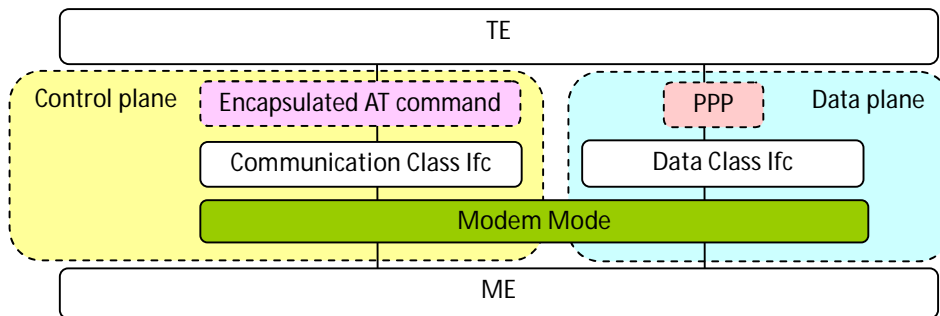 TE
Control plane
Encapsulated AT command
PPP
Data plane
Communication Class Ifc
Data Class Ifc
Modem Mode
ME